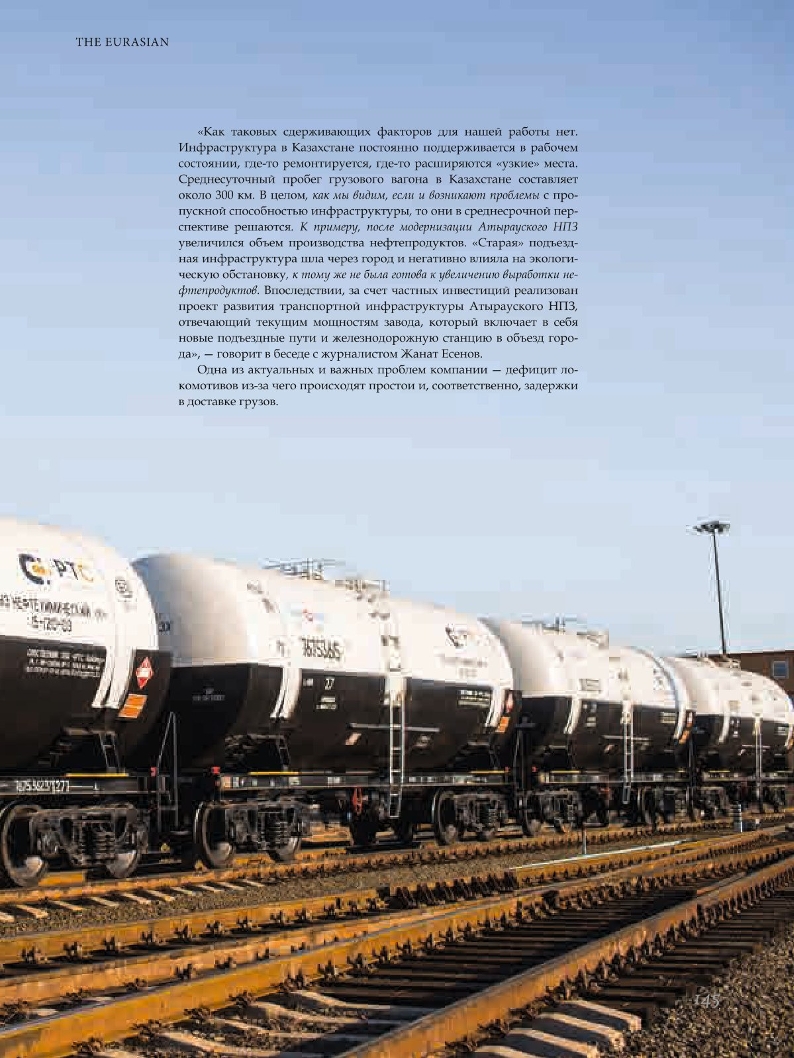 THE EURASIAN
«Как таковых сдерживающих факторов для нашей работы нет.
Инфраструктура в Казахстане постоянно поддерживается в рабочем
состоянии, где-то ремонтируется, где-то расширяются «узкие» места.
Среднесуточный пробег грузового вагона в Казахстане составляет
около 300 км. В целом, как мы видим, если и возникают проблемы с про-
пускной способностью инфраструктуры, то они в среднесрочной пер-
спективе решаются. К примеру, после модернизации Атырауского НПЗ
увеличился объем производства нефтепродуктов. «Старая» подъезд-
ная инфраструктура шла через город и негативно влияла на экологи-
ческую обстановку, к тому же не была готова к увеличению выработки не-
фтепродуктов. Впоследствии, за счет частных инвестиций реализован
проект развития транспортной инфраструктуры Атырауского НПЗ,
отвечающий текущим мощностям завода, который включает в себя
новые подъездные пути и железнодорожную станцию в объезд горо-
да», — говорит в беседе с журналистом Жанат Есенов.
Одна из актуальных и важных проблем компании — дефицит ло-
комотивов из-за чего происходят простои и, соответственно, задержки
в доставке грузов.
РТС
НЕФТЕХИМИЧЕСКИЙ
7675365
27
145